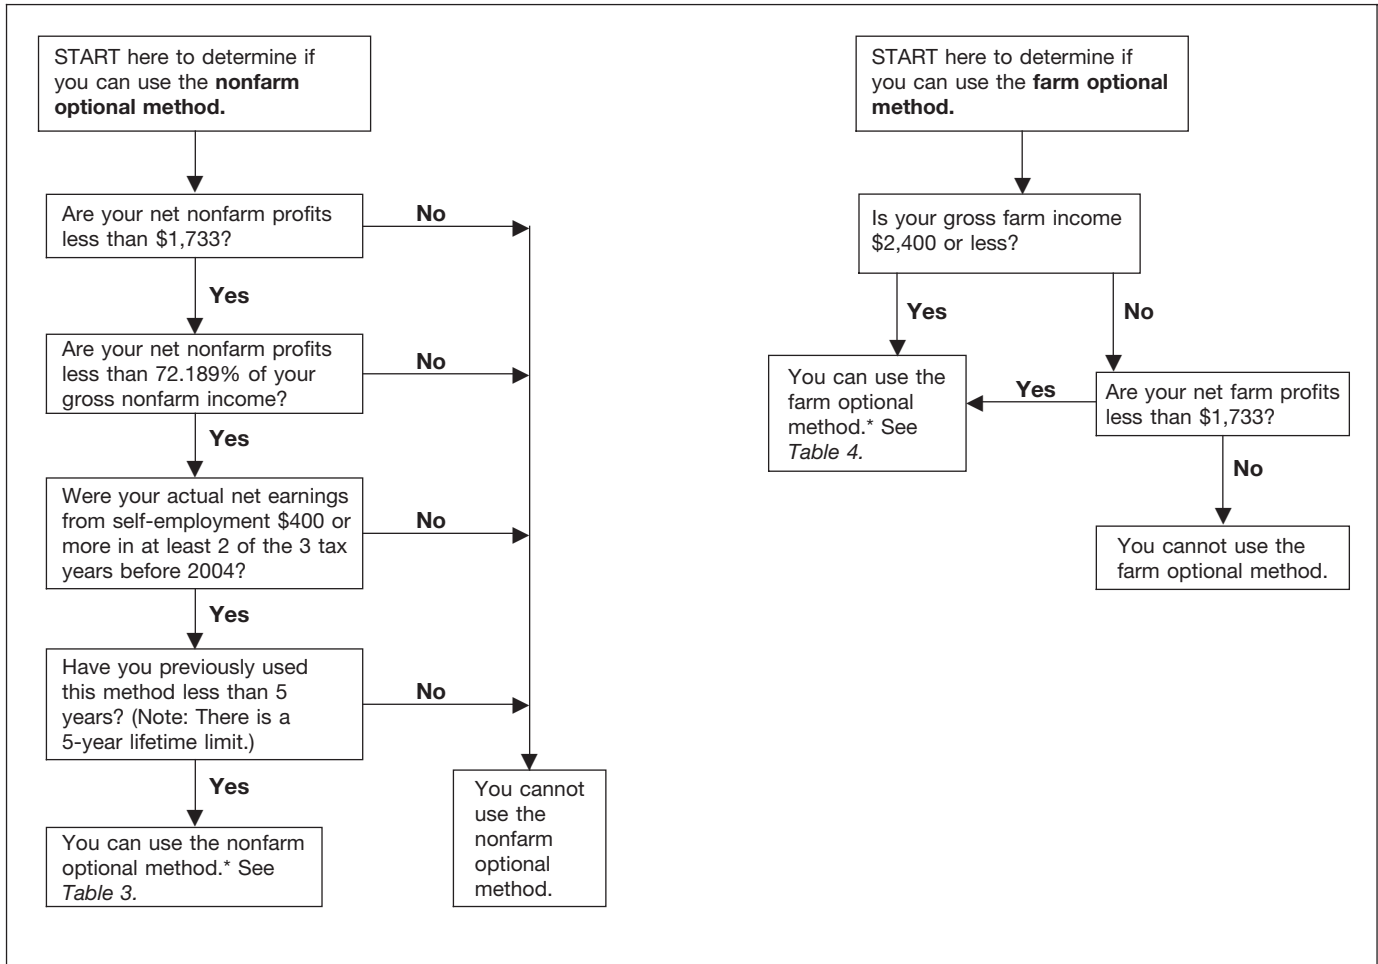 START here to determine if
you can use the nonfarm
optional method.
Are your net nonfarm profits
less than $1,733?
No
Yes
Are your net nonfarm profits
less than 72.189% of your
gross nonfarm income?
No
Yes
Were your actual net earnings
from self-employment $400 or
more in at least 2 of the 3 tax
years before 2004?
No
Yes
Have you previously used
this method less than 5
years? (Note: There is a
5-year lifetime limit.)
No
Yes
You can use the nonfarm
optional method.* See
Table 3.
You cannot
use the
nonfarm
optional
method.
START here to determine if
you can use the farm optional
method.
Is your gross farm income
$2,400 or less?
Yes
No
You can use the
farm optional
method.* See
Table 4.
Yes
Are your net farm profits
less than $1,733?
No
You cannot use the
farm optional method.